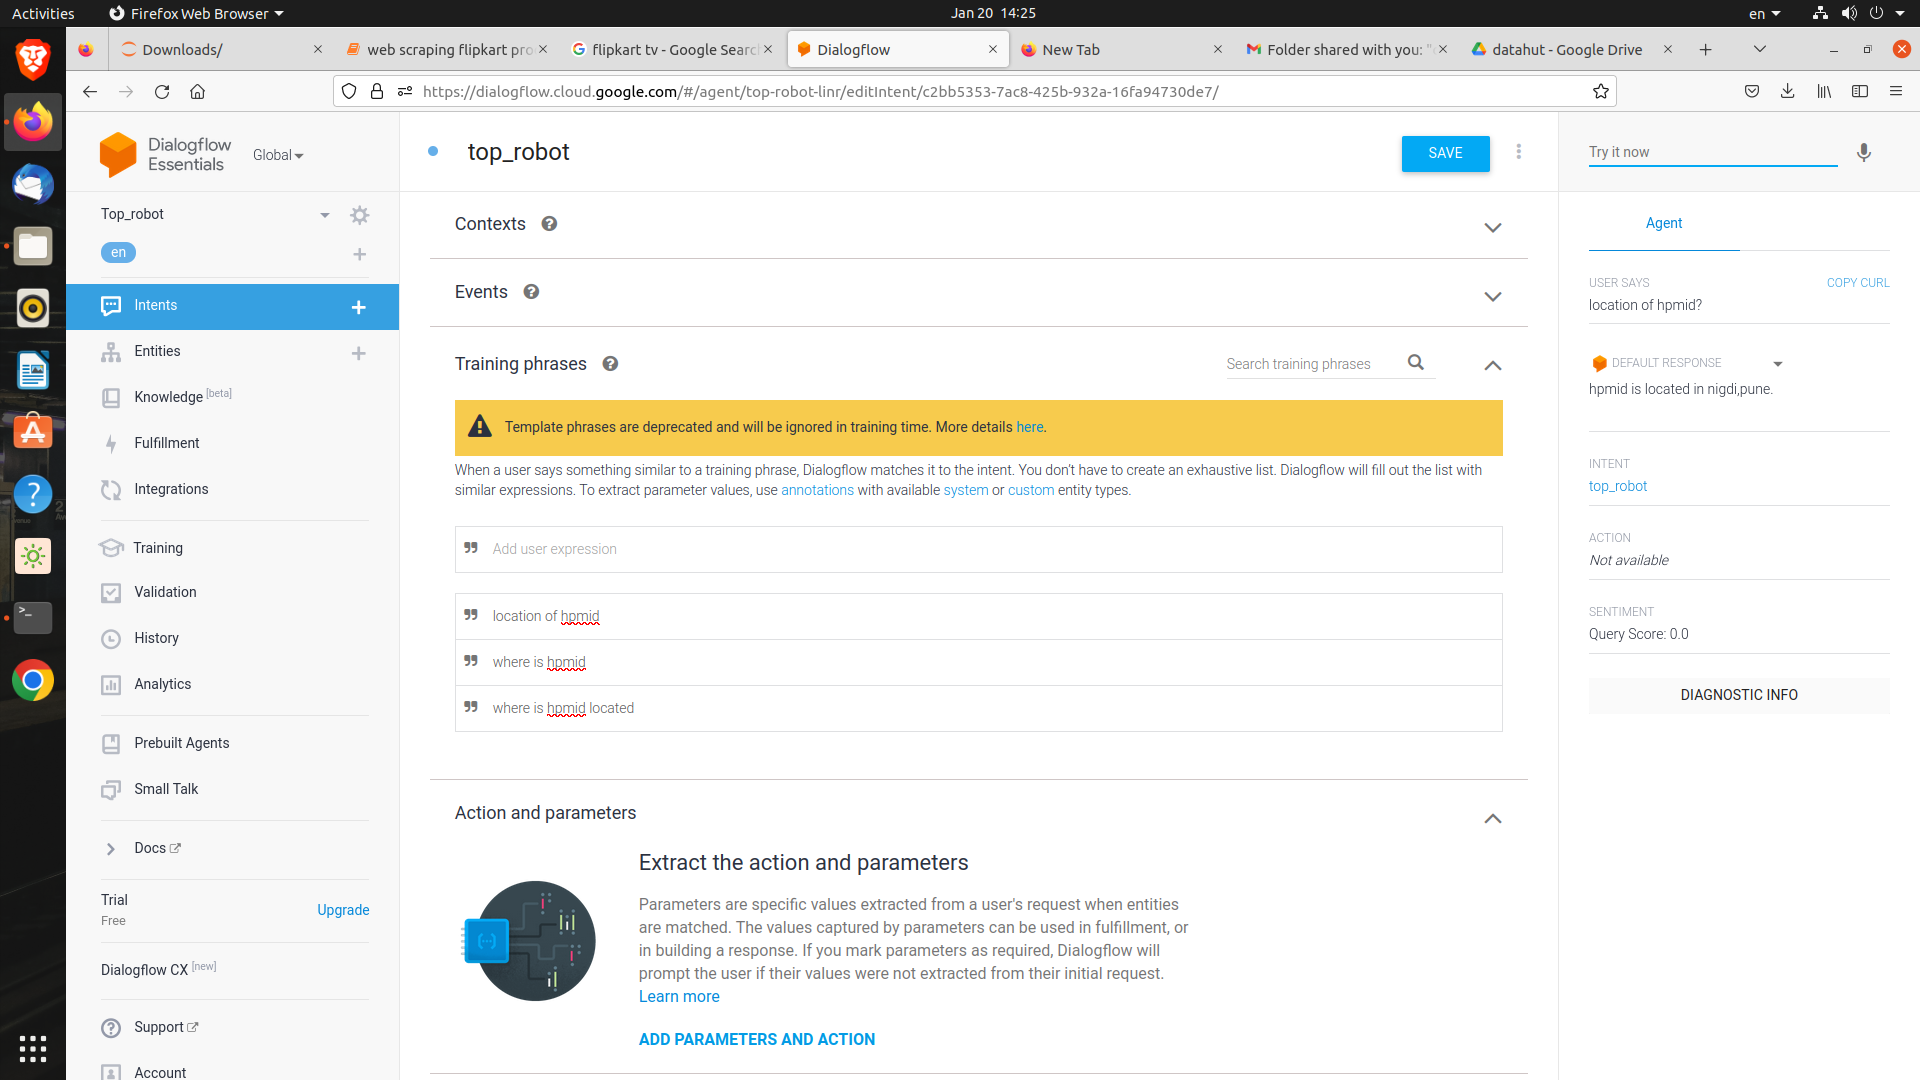 Activities
Firefox Web Browser
Jan 20 14:25
en
Downloads/
web scraping flipkart pro
flipkart tv - Google Searc
Dialogflow
New Tab
Folder shared with you: "
datahut - Google Drive
https://dialogflow.cloud.google.com/#/agent/top-robot-linr/editIntent/c2bb5353-7ac8-425b-932a-16fa94730de7/
Dialogflow
Essentials
Global
Top_robot
en
Intents
Entities
Knowledge [beta]
Fulfillment
Integrations
Training
Validation
History
Analytics
Prebuilt Agents
Small Talk
Docs
Trial
Free
Upgrade
Dialogflow CX [new]
Support
Account
top_robot
SAVE
Contexts
Events
Training phrases
Search training phrases
Template phrases are deprecated and will be ignored in training time. More details here.
When a user says something similar to a training phrase, Dialogflow matches it to the intent. You don't have to create an exhaustive list. Dialogflow will fill out the list with
similar expressions. To extract parameter values, use annotations with available system or custom entity types.
Add user expression
location of hpmid
where is hpmid
where is hpmid located
Action and parameters
Extract the action and parameters
Parameters are specific values extracted from a user's request when entities
are matched. The values captured by parameters can be used in fulfillment, or
in building a response. If you mark parameters as required, Dialogflow will
prompt the user if their values were not extracted from their initial request.
Learn more
ADD PARAMETERS AND ACTION
Try it now
Agent
USER SAYS
COPY CURL
location of hpmid?
DEFAULT RESPONSE
hpmid is located in nigdi,pune.
INTENT
top_robot
ACTION
Not available
SENTIMENT
Query Score: 0.0
DIAGNOSTIC INFO